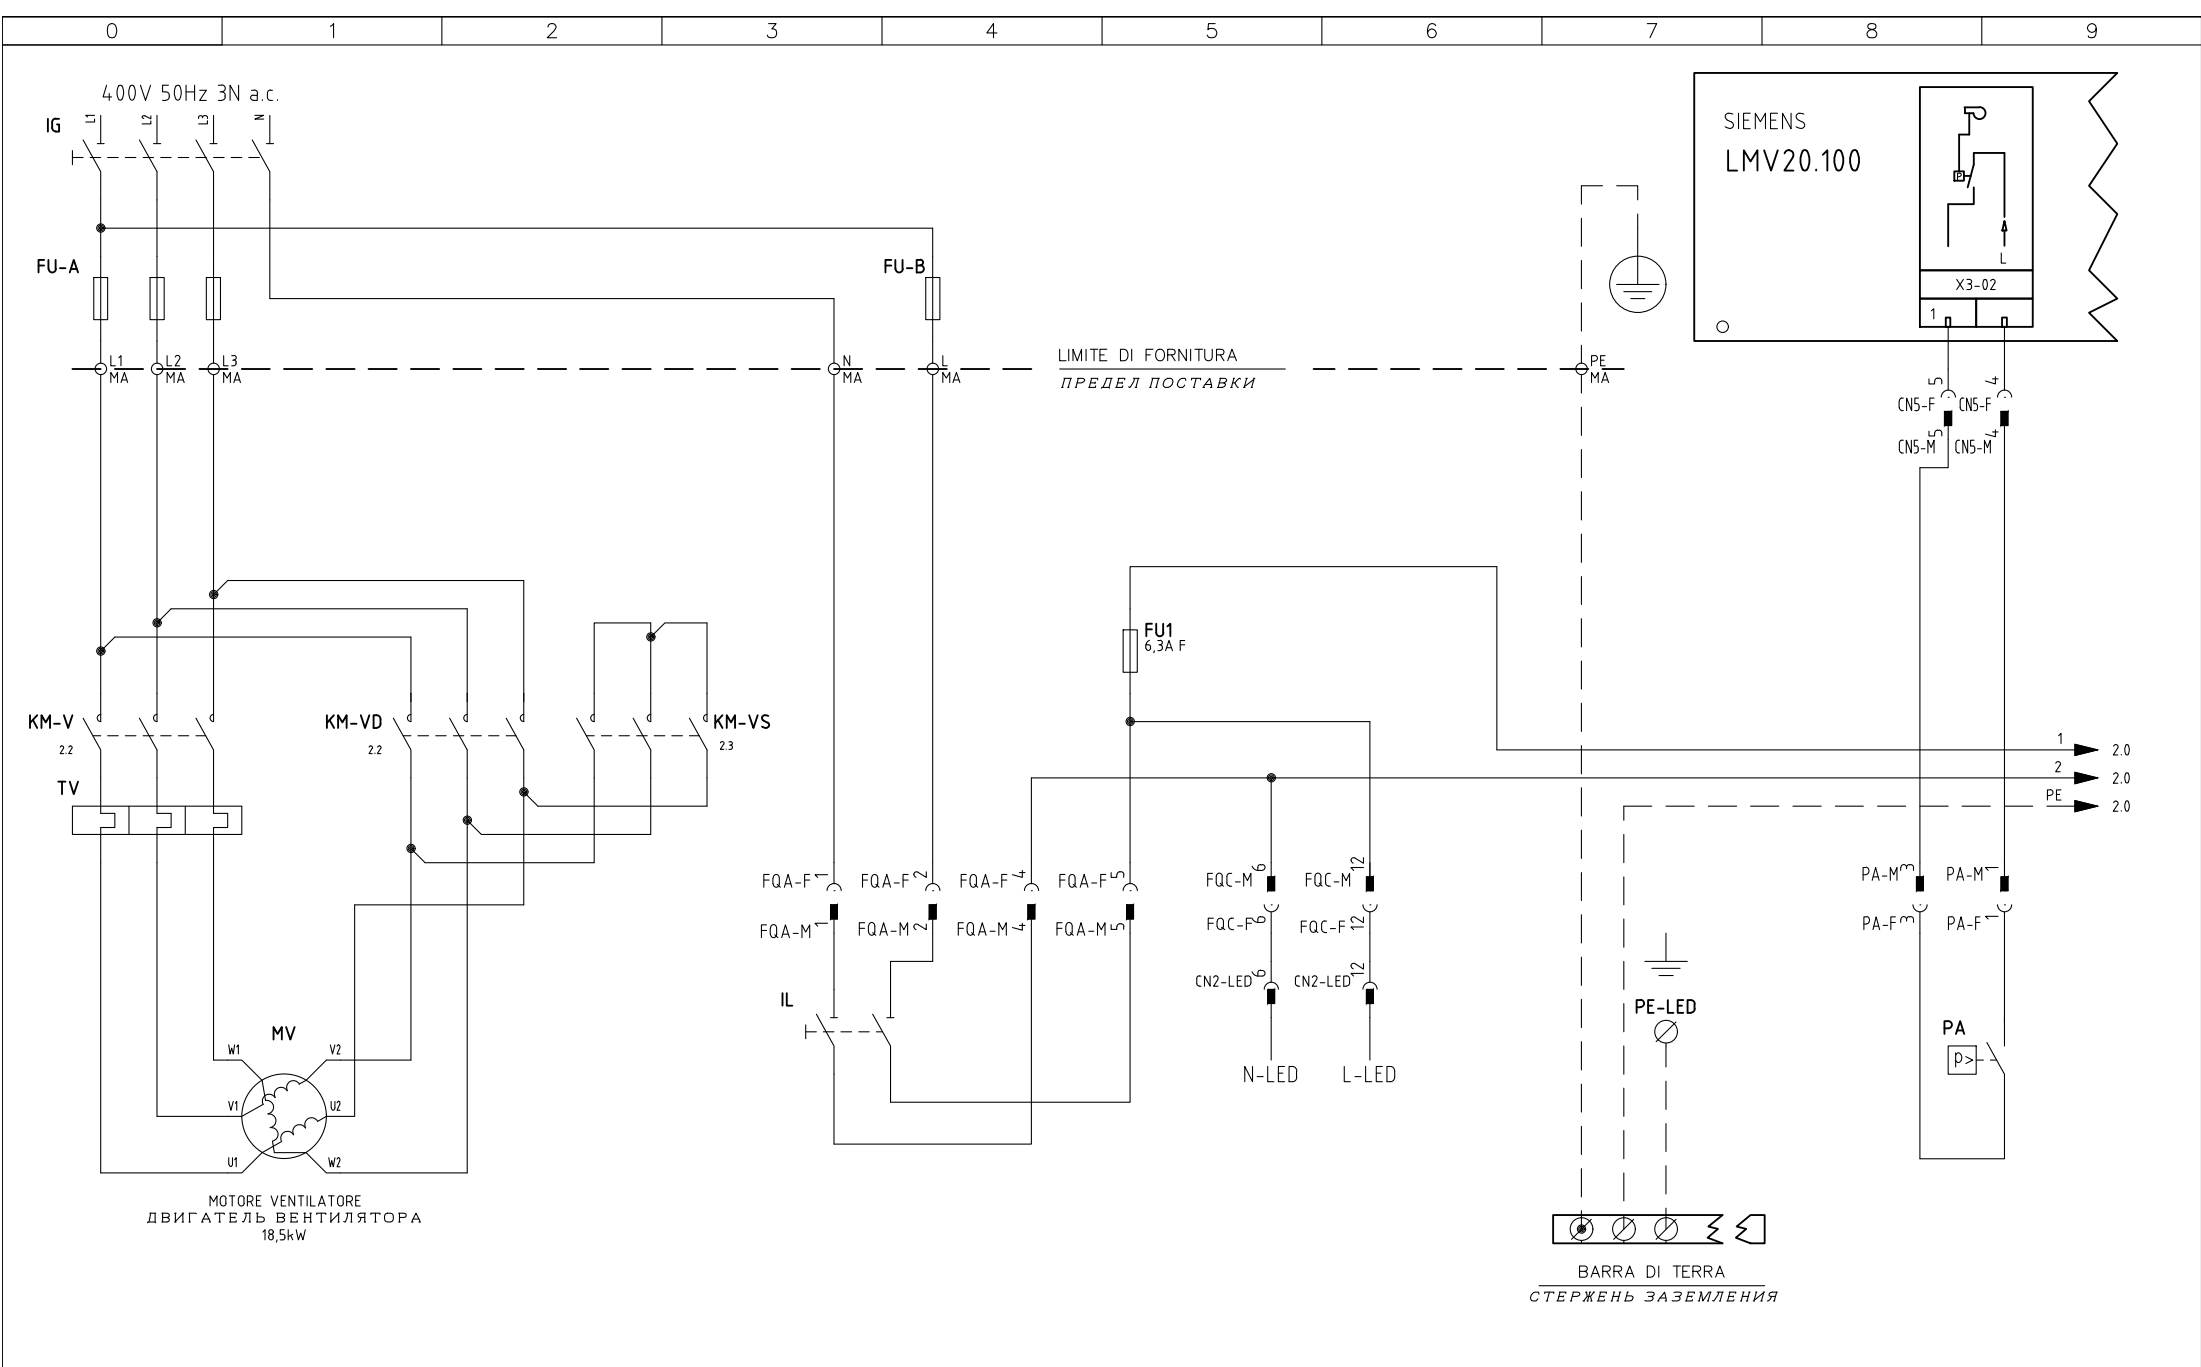 0 1 2 3 4 5 6 7 8 9
400V 50Hz 3N a.c.
IG
L1 L2 L3 N
SIEMENS
LMV20.100
P
L
X3-02
1
FU-A
FU-B
L1 L2 L3 N L PE
MA MA MA MA MA MA
LIMITE DI FORNITURA
ПРЕДЕЛ ПОСТАВКИ
5 4
CN5-F CN5-F
5 4
CN5-M CN5-M
FU1
6,3A F
KM-V
2.2
KM-VD
2.2
KM-VS
2.3
1 2.0
2 2.0
PE 2.0
TV
FQA-F 1 FQA-F 2 FQA-F 4 FQA-F 5
FQA-M 1 FQA-M 2 FQA-M 4 FQA-M 5
FQC-M 6 FQC-M 12
FQC-F 6 FQC-F 12
CN2-LED 6 CN2-LED 12
PA-M 3 PA-M 1
PA-F 3 PA-F 1
IL
PE-LED
PA
P>
N-LED L-LED
MV
W1 V2
V1 U2
U1 W2
MOTORE VENTILATORE
ДВИГАТЕЛЬ ВЕНТИЛЯТОРА
18,5kW
BARRA DI TERRA
СТЕРЖЕНЬ ЗАЗЕМЛЕНИЯ